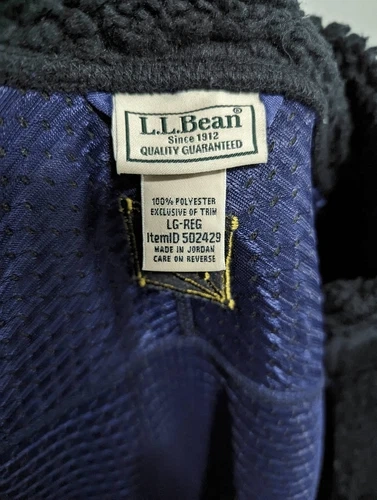 L.L.Bean®
Since 1912
QUALITY GUARANTEED
100% POLYESTER
EXCLUSIVE OF TRIM
LG-REG
ItemID 502429
MADE IN JORDAN
CARE ON REVERSE